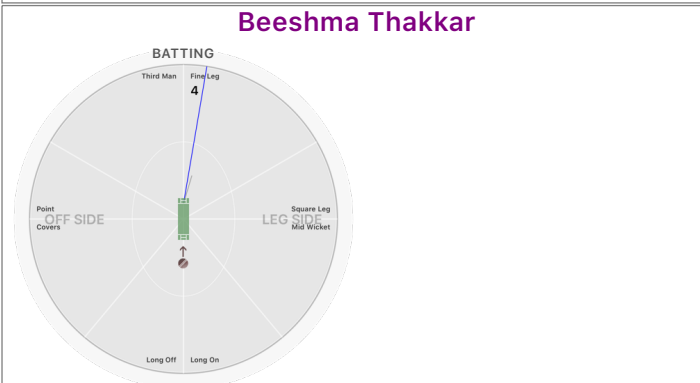 Beeshma Thakkar
BATTING
Third Man Fine Leg
4
Point Square Leg
OFF SIDE LEG SIDE
Covers Mid Wicket
Long Off Long On